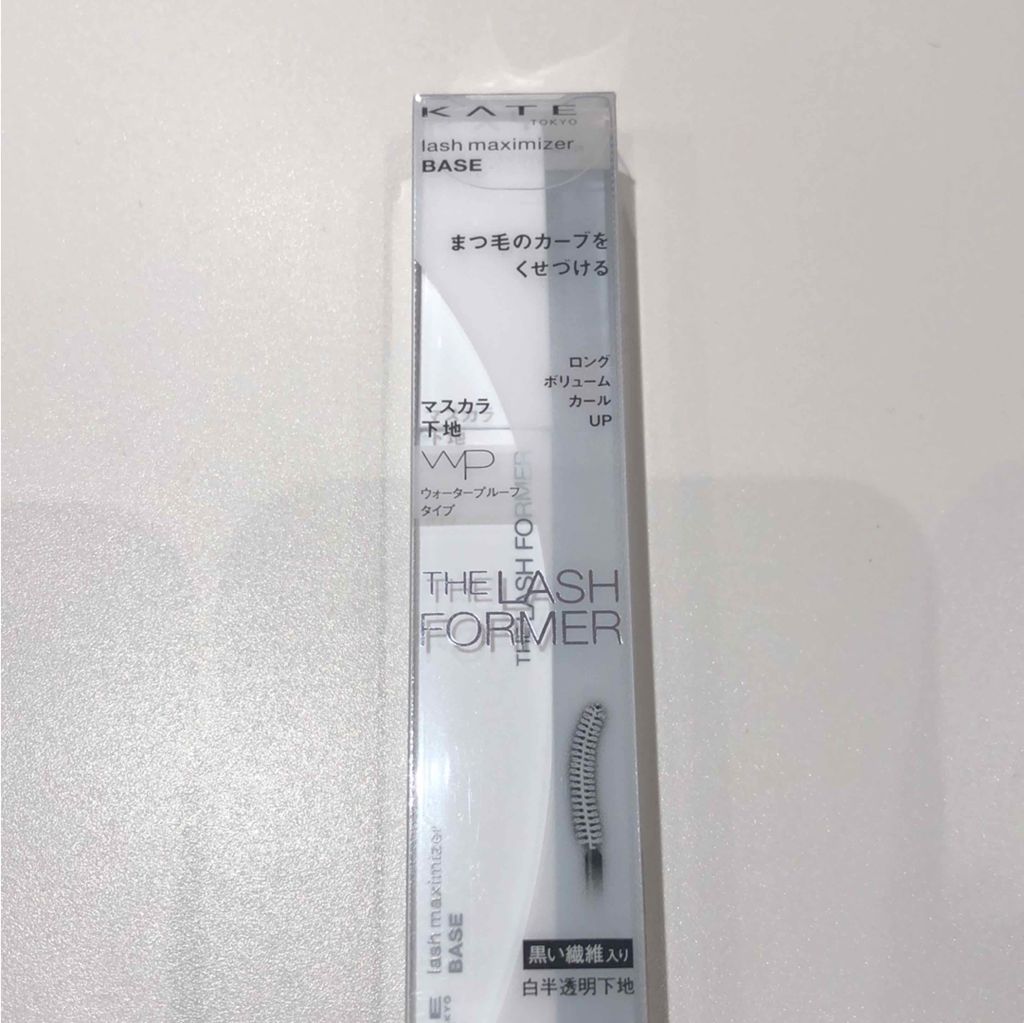 KATE
TOKYO
lash maximizer
BASE
まつ毛のカーブを
くせづける
ロング
ボリューム
カール
UP
マスカラ
下地
WP
ウォータープルーフ
タイプ
THE LASH FORMER
THE LASH
FORMER
lash maximizer
BASE
黒い繊維入り
白半透明下地